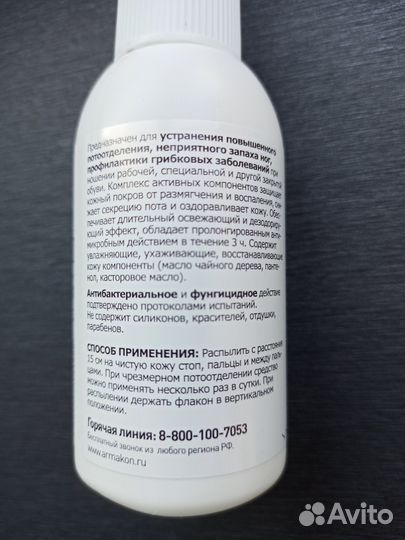 Предназначен для устранения повышенного
потоотделения, неприятного запаха ног,
профилактики грибковых заболеваний при
ношении рабочей, специальной и другой закрытой
обуви. Комплекс активных компонентов защищает
кожный покров от размягчения и воспаления, сни-
жает секрецию пота и оздоравливает кожу. Обес-
печивает длительный освежающий и дезодориру-
ющий эффект, обладает пролонгированным анти-
микробным действием в течение 3 ч. Содержит
увлажняющие, ухаживающие, восстанавливающие
кожу компоненты (масло чайного дерева, панте-
нол, касторовое масло).
Антибактериальное и фунгицидное действие
подтверждено протоколами испытаний.
Не содержит силиконов, красителей, отдушки,
парабенов.
СПОСОБ ПРИМЕНЕНИЯ: Распылить с расстояния
15 см на чистую кожу стоп, пальцы и между паль-
цами. При чрезмерном потоотделении средство
можно применять несколько раз в сутки. При
распылении держать флакон в вертикальном
положении.
Горячая линия: 8-800-100-7053
Бесплатный звонок из любого региона РФ.
www.armakon.ru
Avito